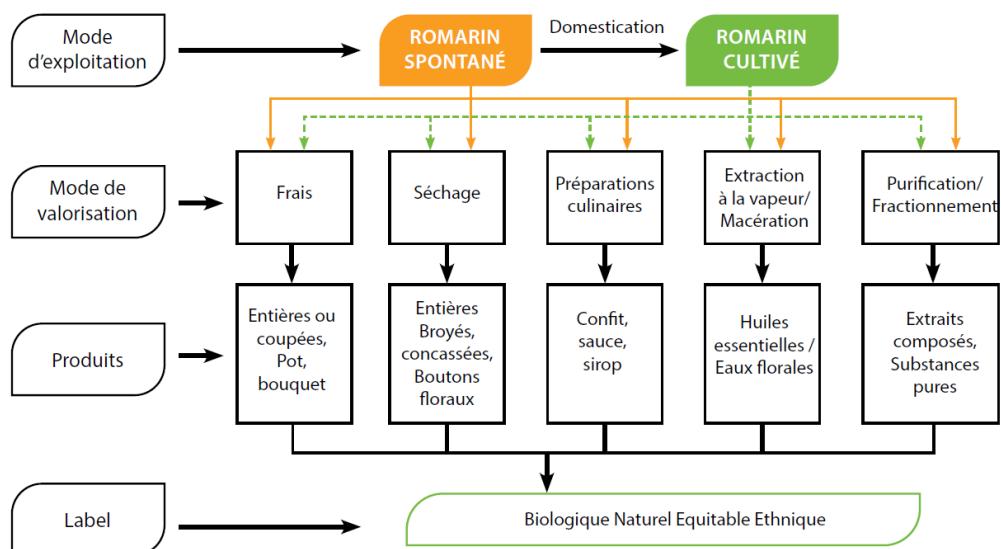 Mode
d'exploitation
ROMARIN
SPONTANÉ
Domestication
ROMARIN
CULTIVÉ
Mode de
valorisation
Frais
Séchage
Préparations
culinaires
Extraction
à la vapeur/
Macération
Purification/
Fractionnement
Produits
Entières ou
coupées,
Pot,
bouquet
Entières
Broyés,
concassées,
Boutons
floraux
Confit,
sauce,
sirop
Huiles
essentielles /
Eaux florales
Extraits
composés,
Substances
pures
Label
Biologique Naturel Equitable Ethnique